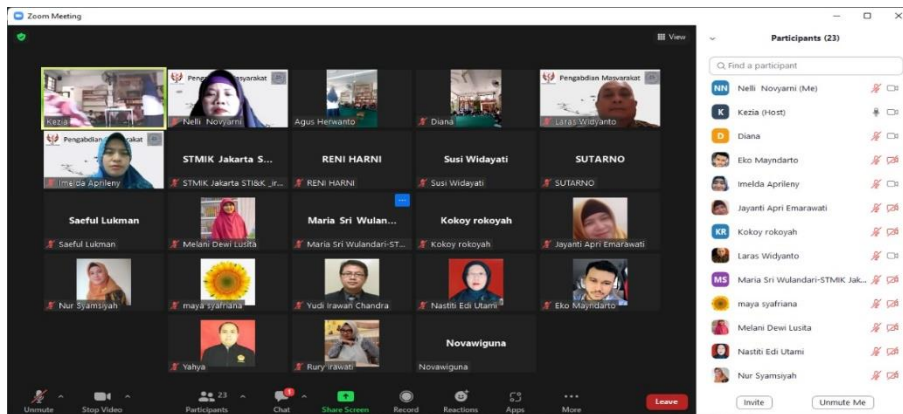 Zoom Meeting
View
Kezia
Pengabdian Masyarakat
Nelli Novyarni
Agus Herwanto
Diana
Pengabdian Masyarakat
Laras Widyanto
Pengabdian
Imelda Aprileny
STMIK Jakarta S...
STMIK Jakarta STI&K _ir...
RENI HARNI
RENI HARNI
Susi Widayati
Susi Widayati
SUTARNO
SUTARNO
Saeful Lukman
Saeful Lukman
Melani Dewi Lusita
Maria Sri Wulan...
Maria Sri Wulandari-ST...
Kokoy rokoyah
Kokoy rokoyah
Jayanti Apri Emarawati
Nur Syamsiyah
maya syafriana
Yudi Irawan Chandra
Nastiti Edi Utami
Eko Mayndarto
Yahya
Rury irawati
Novawiguna
Novawiguna
Unmute
Stop Video
23
Participants
1
Chat
Share Screen
Record
Reactions
Apps
More
Leave
Participants (23)
Find a participant
NN Nelli Novyarni (Me)
K Kezia (Host)
D Diana
Eko Mayndarto
Imelda Aprileny
Jayanti Apri Emarawati
KR Kokoy rokoyah
Laras Widyanto
MS Maria Sri Wulandari-STMIK Jak...
maya syafriana
Melani Dewi Lusita
Nastiti Edi Utami
Nur Syamsiyah
Invite
Unmute Me